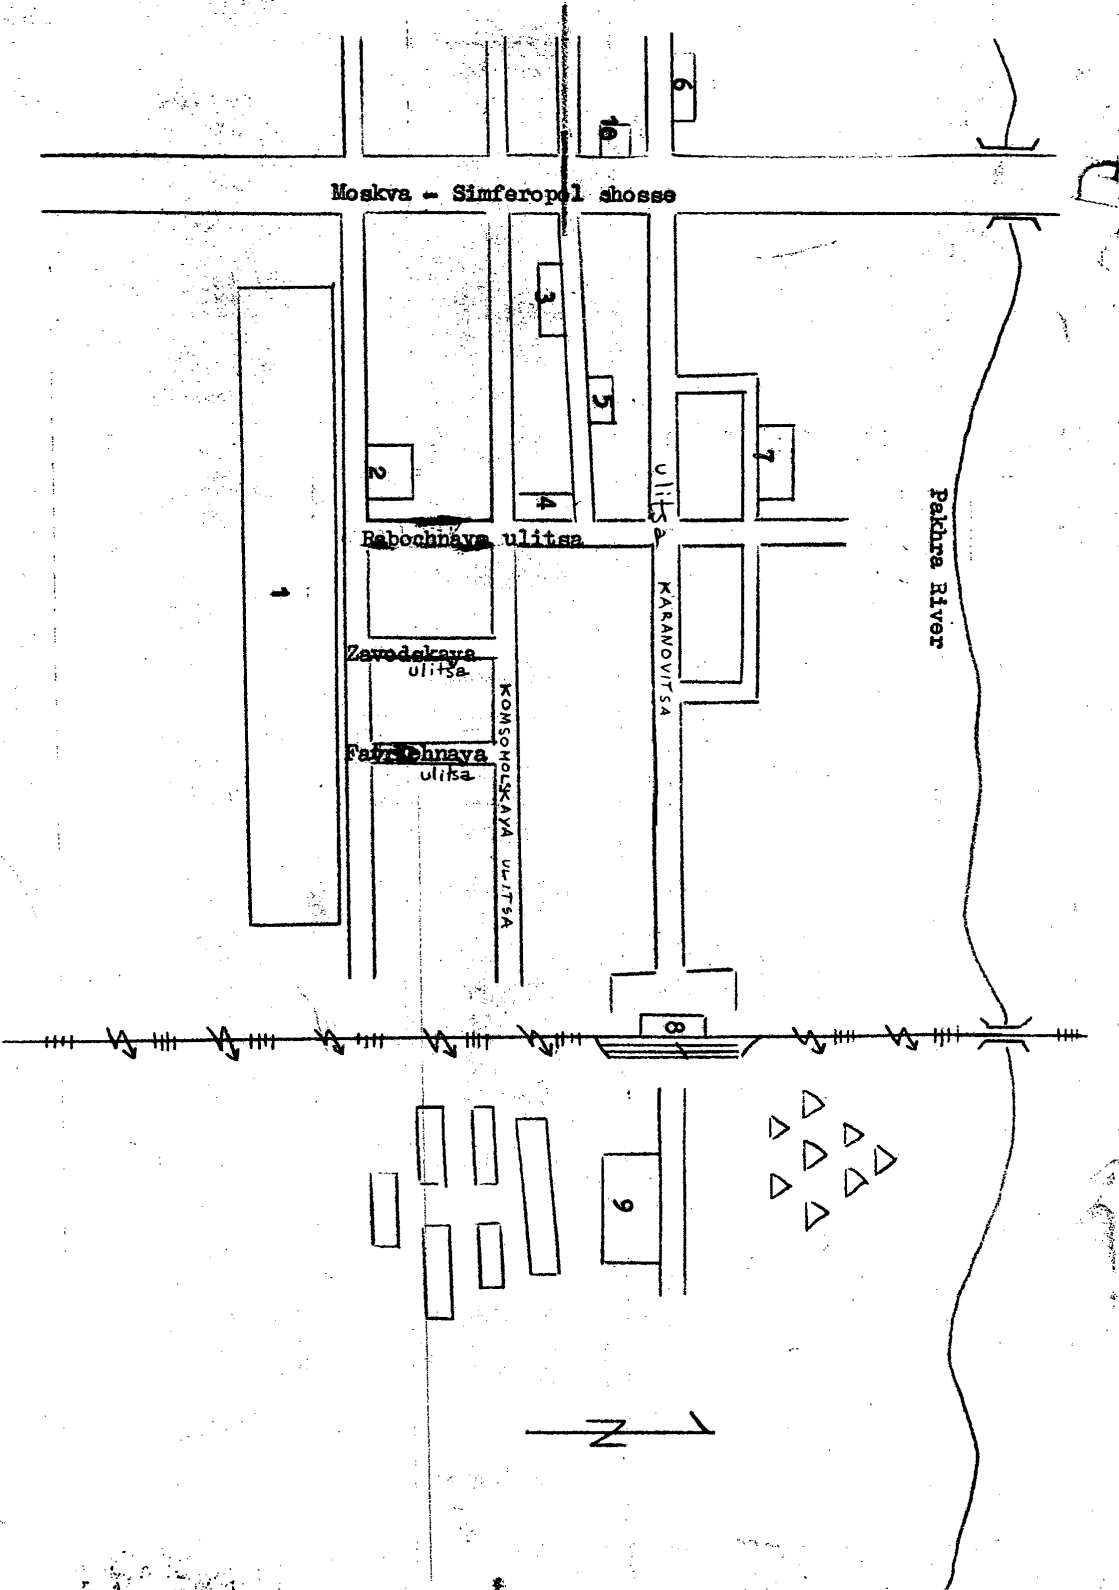 6
10
Moskva - Simferopol shosse
3
5
7
2
4
ulitsa
Rabochnaya ulitsa
Pakhra River
1
KARANOVITSA
Zavodskaya
ulitsa
KOMSOMOLSKAYA ULITSA
ulitsa
8
9
N